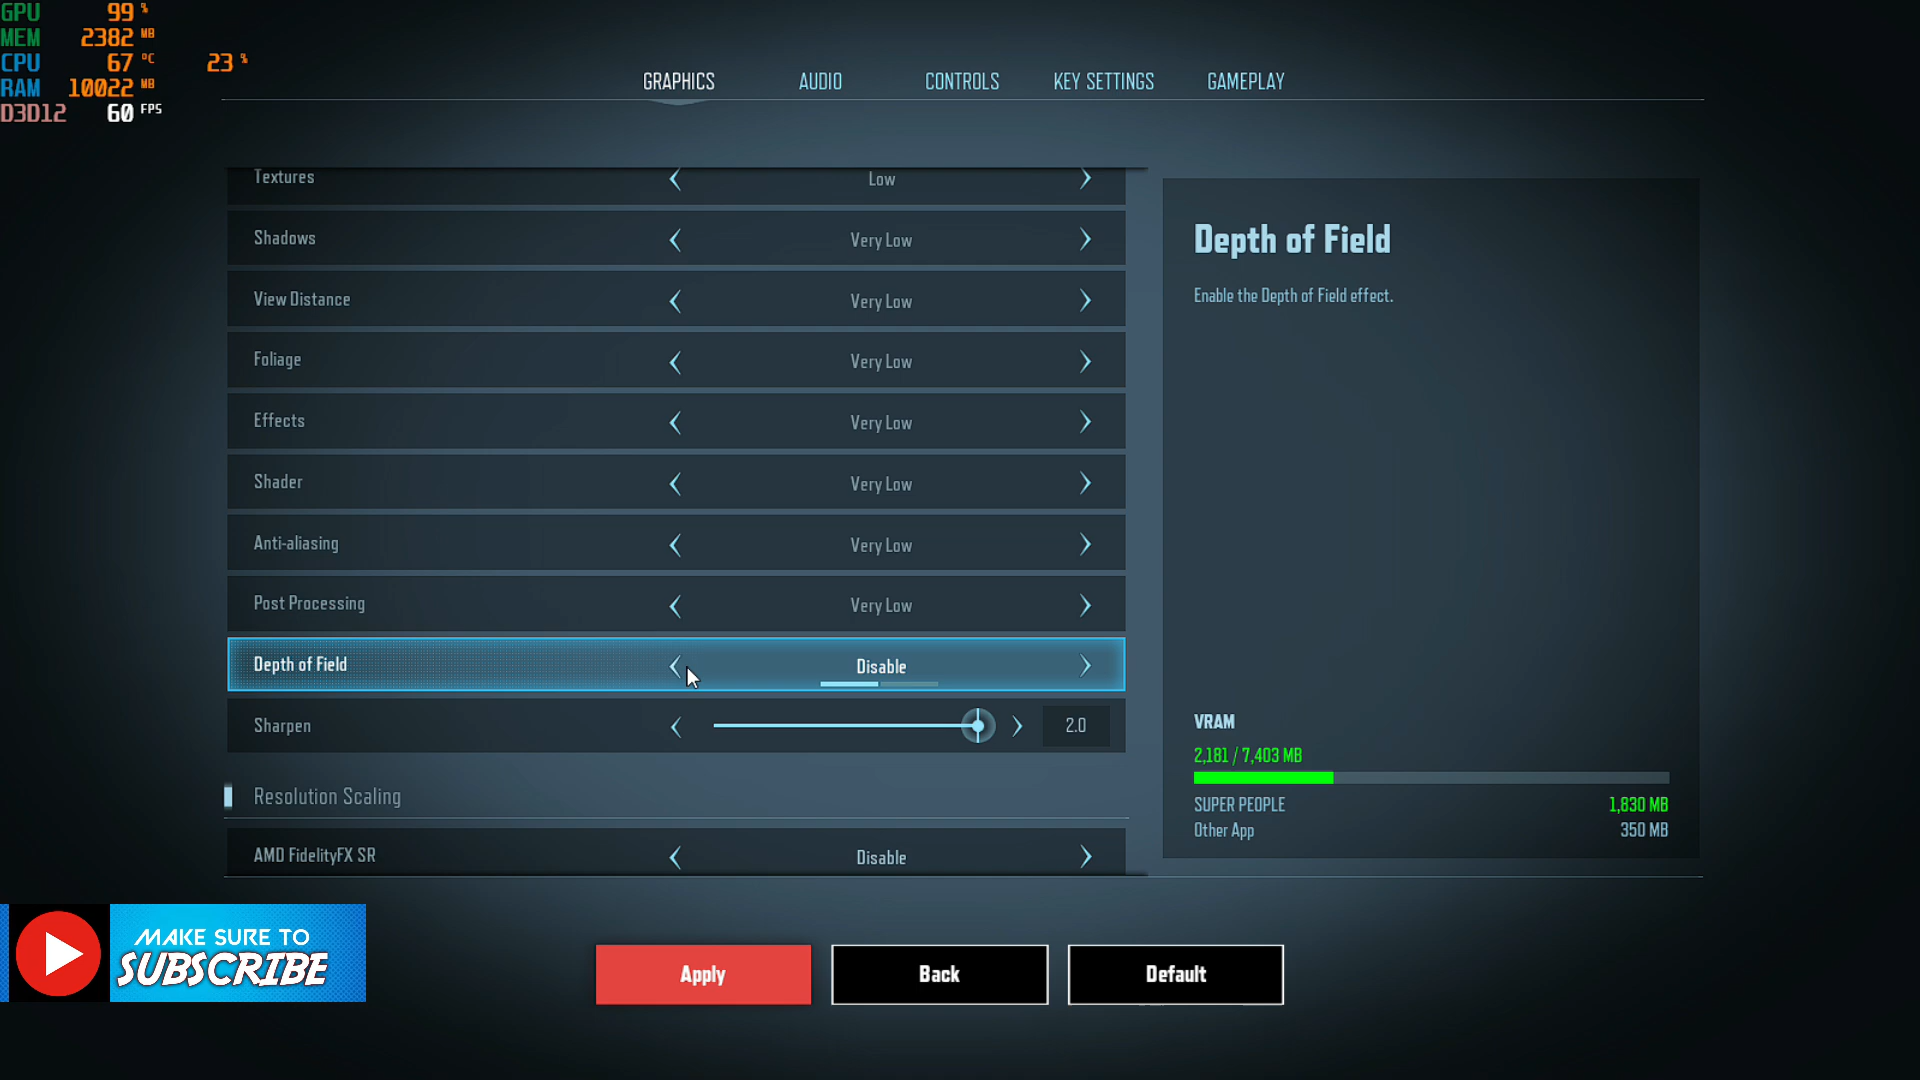 GPU 99 %
MEM 2382 MB
CPU 67 °C 23 %
RAM 10022 MB
D3D12 60 FPS
GRAPHICS AUDIO CONTROLS KEY SETTINGS GAMEPLAY
Textures Low
Shadows Very Low
View Distance Very Low
Foliage Very Low
Effects Very Low
Shader Very Low
Anti-aliasing Very Low
Post Processing Very Low
Depth of Field Disable
Sharpen 2.0
Resolution Scaling
AMD FidelityFX SR Disable
Depth of Field
Enable the Depth of Field effect.
VRAM
2,181 / 7,403 MB
SUPER PEOPLE 1,830 MB
Other App 350 MB
MAKE SURE TO
SUBSCRIBE
Apply Back Default